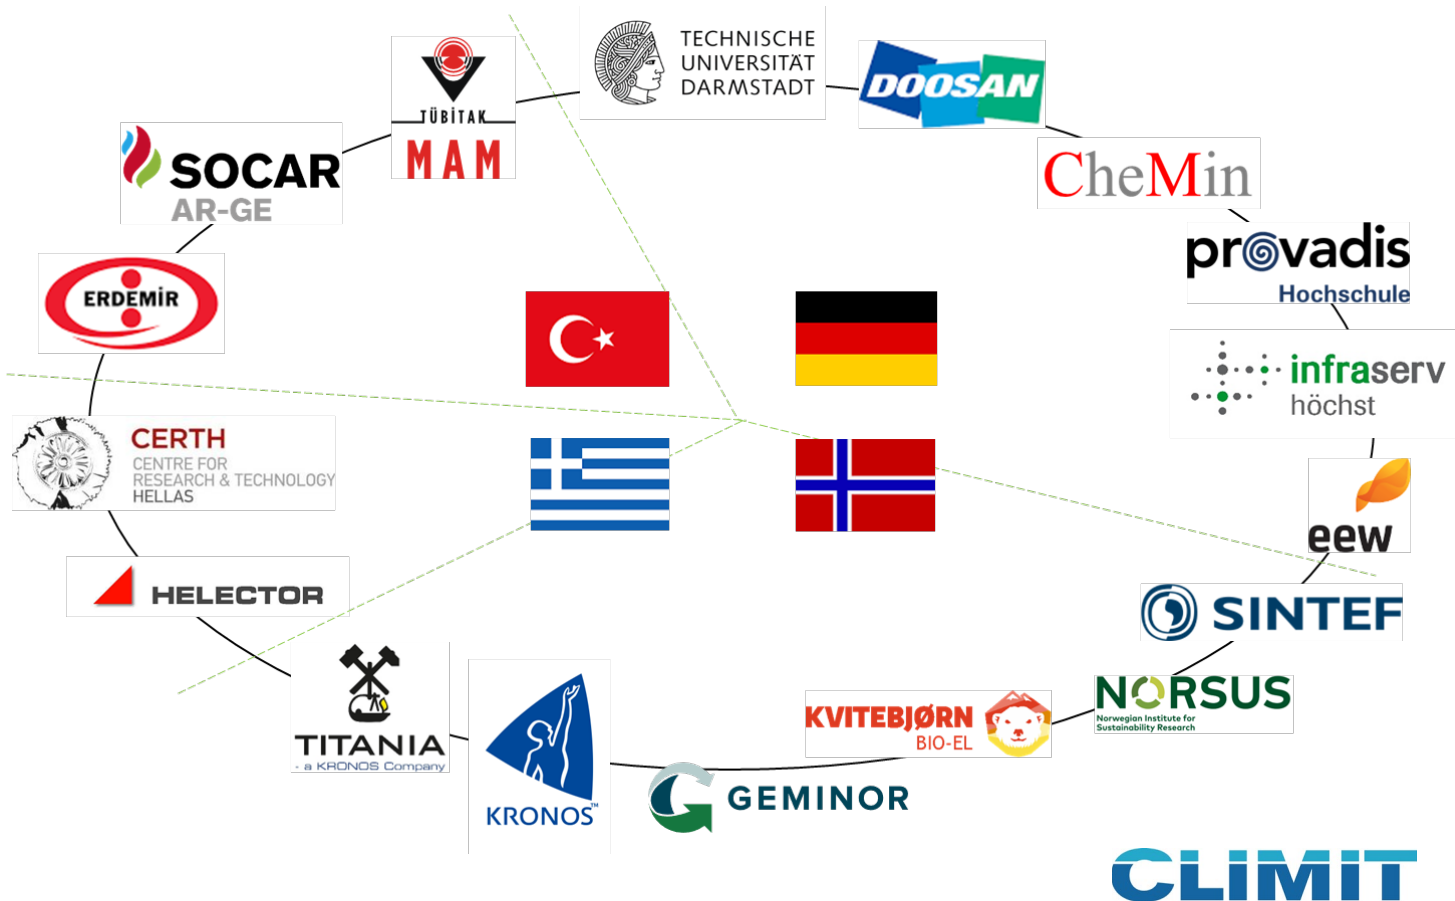 TECHNISCHE
UNIVERSITÄT
DARMSTADT
DOOSAN
CheMin
provadis
Hochschule
infraserv
höchst
eew
SINTEF
NORSUS
Norwegian Institute for
Sustainability Research
KVITEBJØRN
BIO-EL
GEMINOR
KRONOS™
TITANIA
- a KRONOS Company
HELECTOR
CERTH
CENTRE FOR
RESEARCH & TECHNOLOGY
HELLAS
ERDEMİR
SOCAR
AR-GE
TÜBİTAK
MAM
CLIMIT